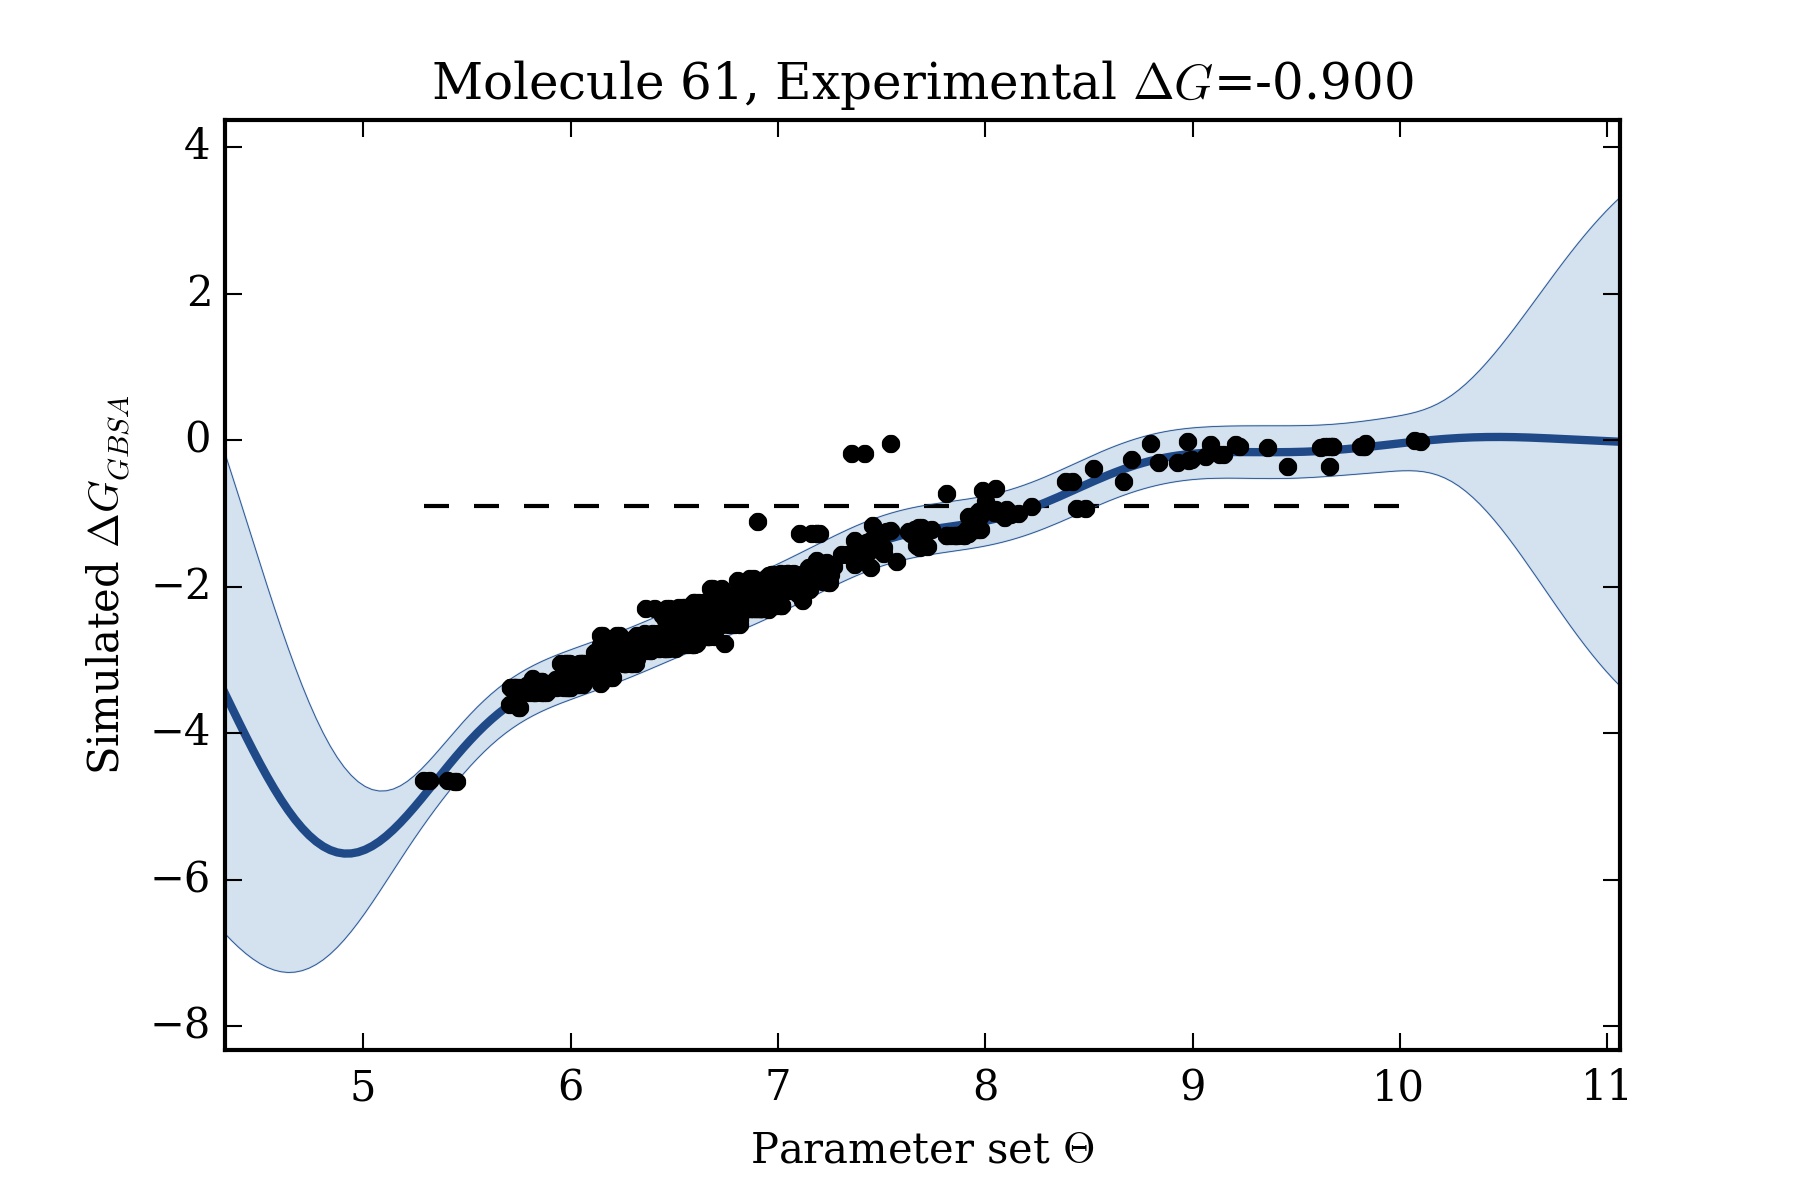 Molecule 61, Experimental ΔG=-0.900
4
2
0
−2
−4
−6
−8
Simulated ΔG_GBSA
5 6 7 8 9 10 11
Parameter set Θ